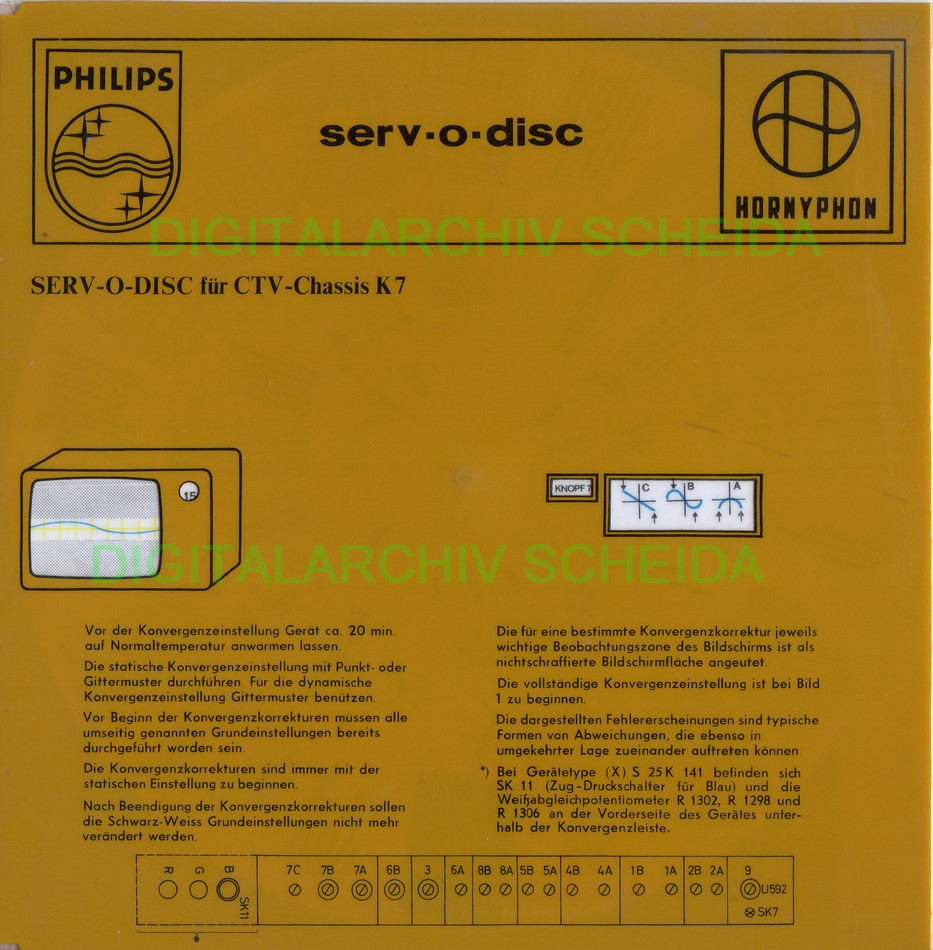 PHILIPS
serv·o·disc
HORNYPHON
DIGITALARCHIV SCHEIDA
SERV-O-DISC für CTV-Chassis K7
15
KNOPF 7
C B A
DIGITALARCHIV SCHEIDA
Vor der Konvergenzeinstellung Gerät ca. 20 min.
auf Normaltemperatur anwärmen lassen.
Die statische Konvergenzeinstellung mit Punkt- oder
Gittermuster durchführen. Für die dynamische
Konvergenzeinstellung Gittermuster benützen.
Vor Beginn der Konvergenzkorrekturen müssen alle
umseitig genannten Grundeinstellungen bereits
durchgeführt worden sein.
Die Konvergenzkorrekturen sind immer mit der
statischen Einstellung zu beginnen.
Nach Beendigung der Konvergenzkorrekturen sollen
die Schwarz-Weiss Grundeinstellungen nicht mehr
verändert werden.
Die für eine bestimmte Konvergenzkorrektur jeweils
wichtige Beobachtungszone des Bildschirms ist als
nichtschraffierte Bildschirmfläche angeutet.
Die vollständige Konvergenzeinstellung ist bei Bild
1 zu beginnen.
Die dargestellten Fehlererscheinungen sind typische
Formen von Abweichungen, die ebenso in
umgekehrter Lage zueinander auftreten können.
*) Bei Gerätetype (X) S 25 K 141 befinden sich
SK 11 (Zug-Druckschalter für Blau) und die
Weißabgleichpotentiometer R 1302, R 1298 und
R 1306 an der Vorderseite des Gerätes unter-
halb der Konvergenzleiste.
R G B 7C 7B 7A 6B 3 6A 8B 8A 5B 5A 4B 4A 1B 1A 2B 2A 9
SK11
U592
SK7
*